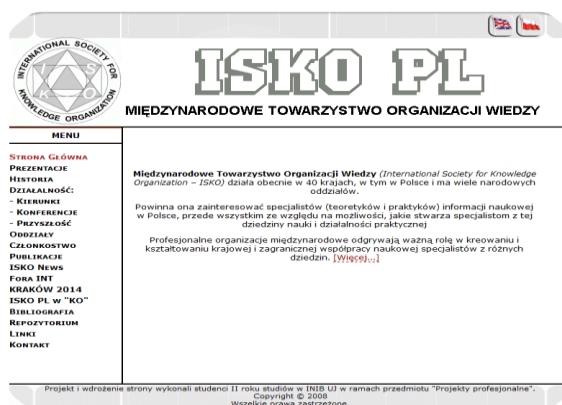 INTERNATIONAL SOCIETY FOR
KNOWLEDGE ORGANIZATION
I S
K O
ISKO PL
MIĘDZYNARODOWE TOWARZYSTWO ORGANIZACJI WIEDZY
MENU
STRONA GŁÓWNA
PREZENTACJE
HISTORIA
DZIAŁALNOŚĆ:
- KIERUNKI
- KONFERENCJE
- PRZYSZŁOŚĆ
ODDZIAŁY
CZŁONKOSTWO
PUBLIKACJE
ISKO NEWS
FORA INT
KRAKÓW 2014
ISKO PL W "KO"
BIBLIOGRAFIA
REPOZYTORIUM
LINKI
KONTAKT
Międzynarodowe Towarzystwo Organizacji Wiedzy (International Society for Knowledge
Organization – ISKO) działa obecnie w 40 krajach, w tym w Polsce i ma wiele narodowych
oddziałów.
Powinna ona zainteresować specjalistów (teoretyków i praktyków) informacji naukowej
w Polsce, przede wszystkim ze względu na możliwości, jakie stwarza specjalistom z tej
dziedziny nauki i działalności praktycznej
Profesjonalne organizacje międzynarodowe odgrywają ważną rolę w kreowaniu i
kształtowaniu krajowej i zagranicznej współpracy naukowej specjalistów z różnych
dziedzin. [Więcej...]
Projekt i wdrożenie strony wykonali studenci II roku studiów w INIB UJ w ramach przedmiotu "Projekty profesjonalne".
Copyright © 2008
Wszelkie prawa zastrzeżone